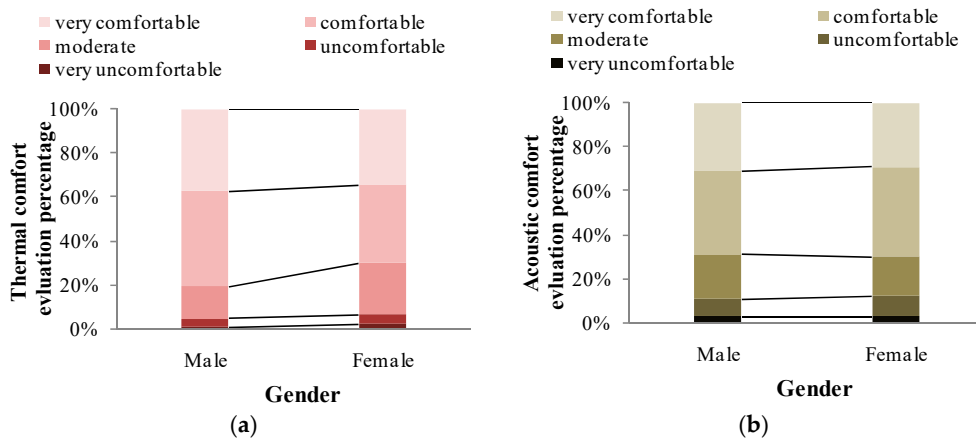 very comfortable comfortable
moderate uncomfortable
very uncomfortable
100%
80%
60%
40%
20%
0%
Thermal comfort
evluation percentage
Male Female
Gender
(a)
very comfortable comfortable
moderate uncomfortable
very uncomfortable
100%
80%
60%
40%
20%
0%
Acoustic comfort
evluation percentage
Male Female
Gender
(b)